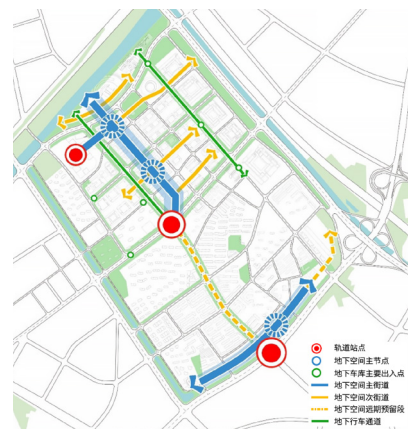 轨道站点
地下空间主节点
地下车库主要出入点
地下空间主街道
地下空间次街道
地下空间远期预留段
地下行车通道